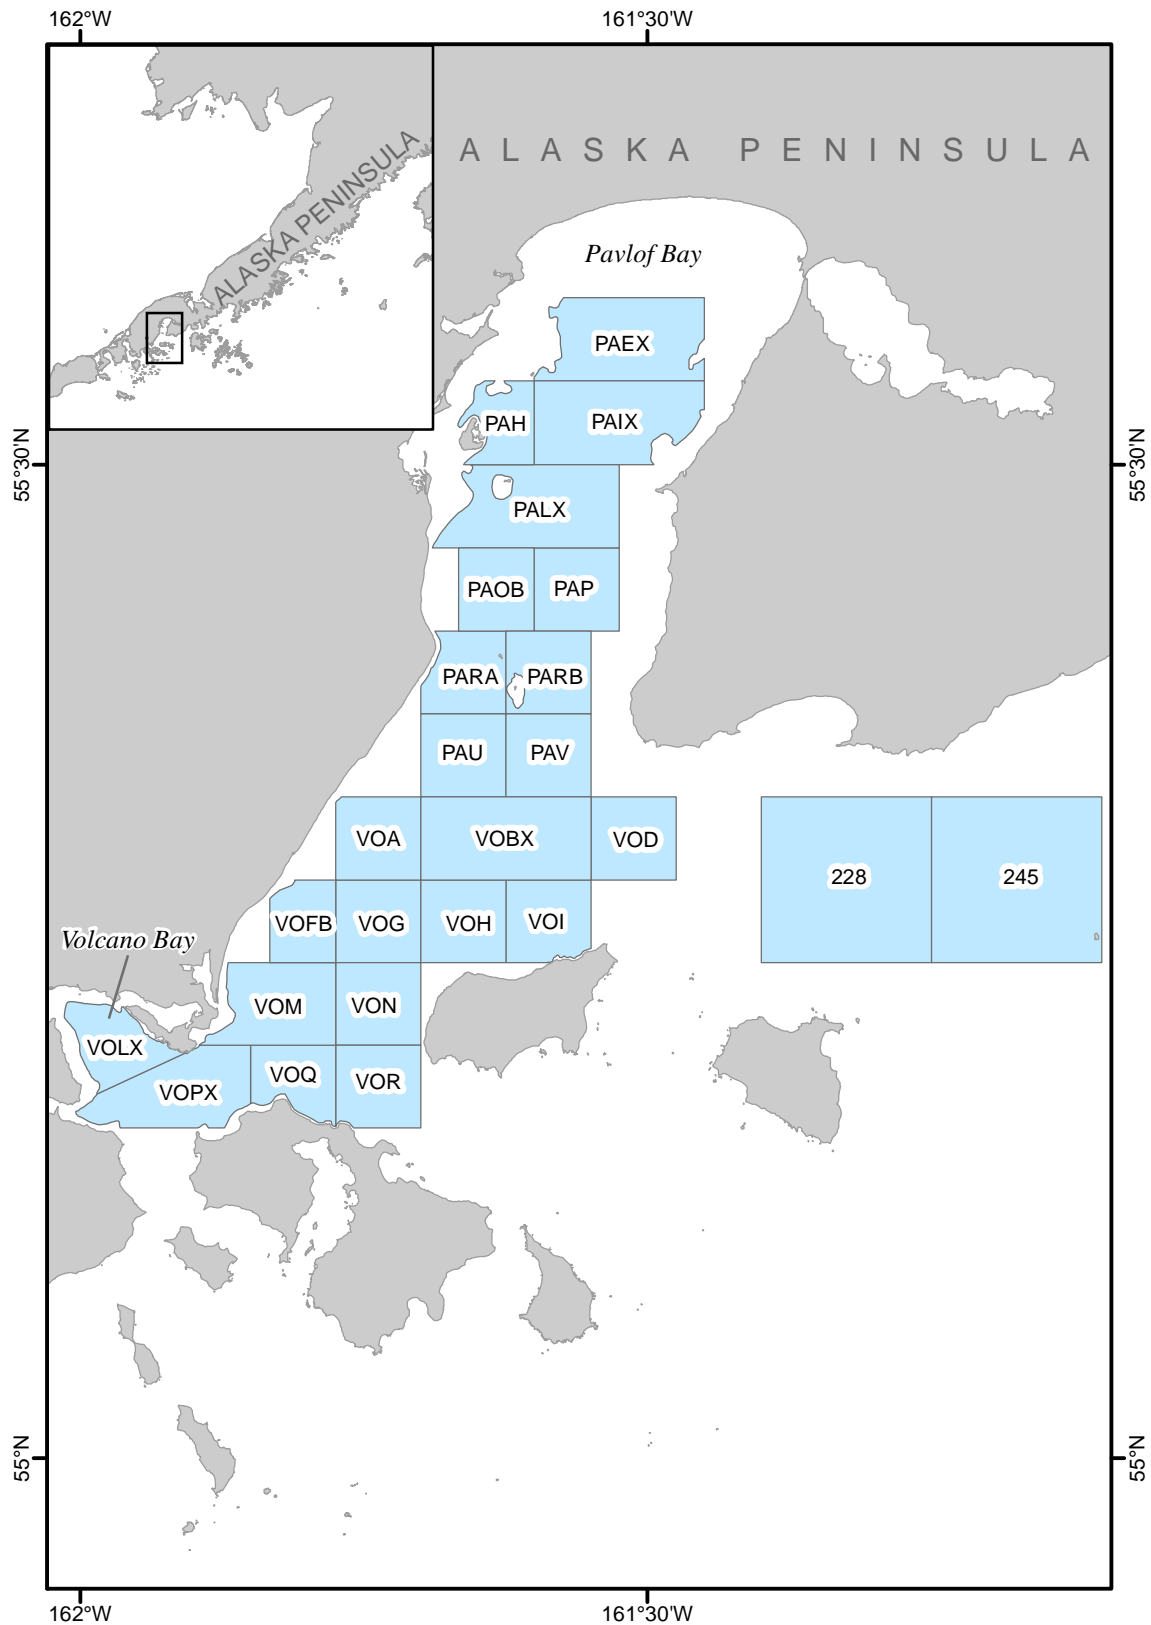 162°W 161°30'W
ALASKA PENINSULA
ALASKA PENINSULA
Pavlof Bay
PAEX
PAH PAIX
55°30'N 55°30'N
PALX
PAOB PAP
PARA PARB
PAU PAV
VOA VOBX VOD
228 245
VOFB VOG VOH VOI
Volcano Bay
VOM VON
VOLX
VOPX VOQ VOR
55°N 55°N
162°W 161°30'W